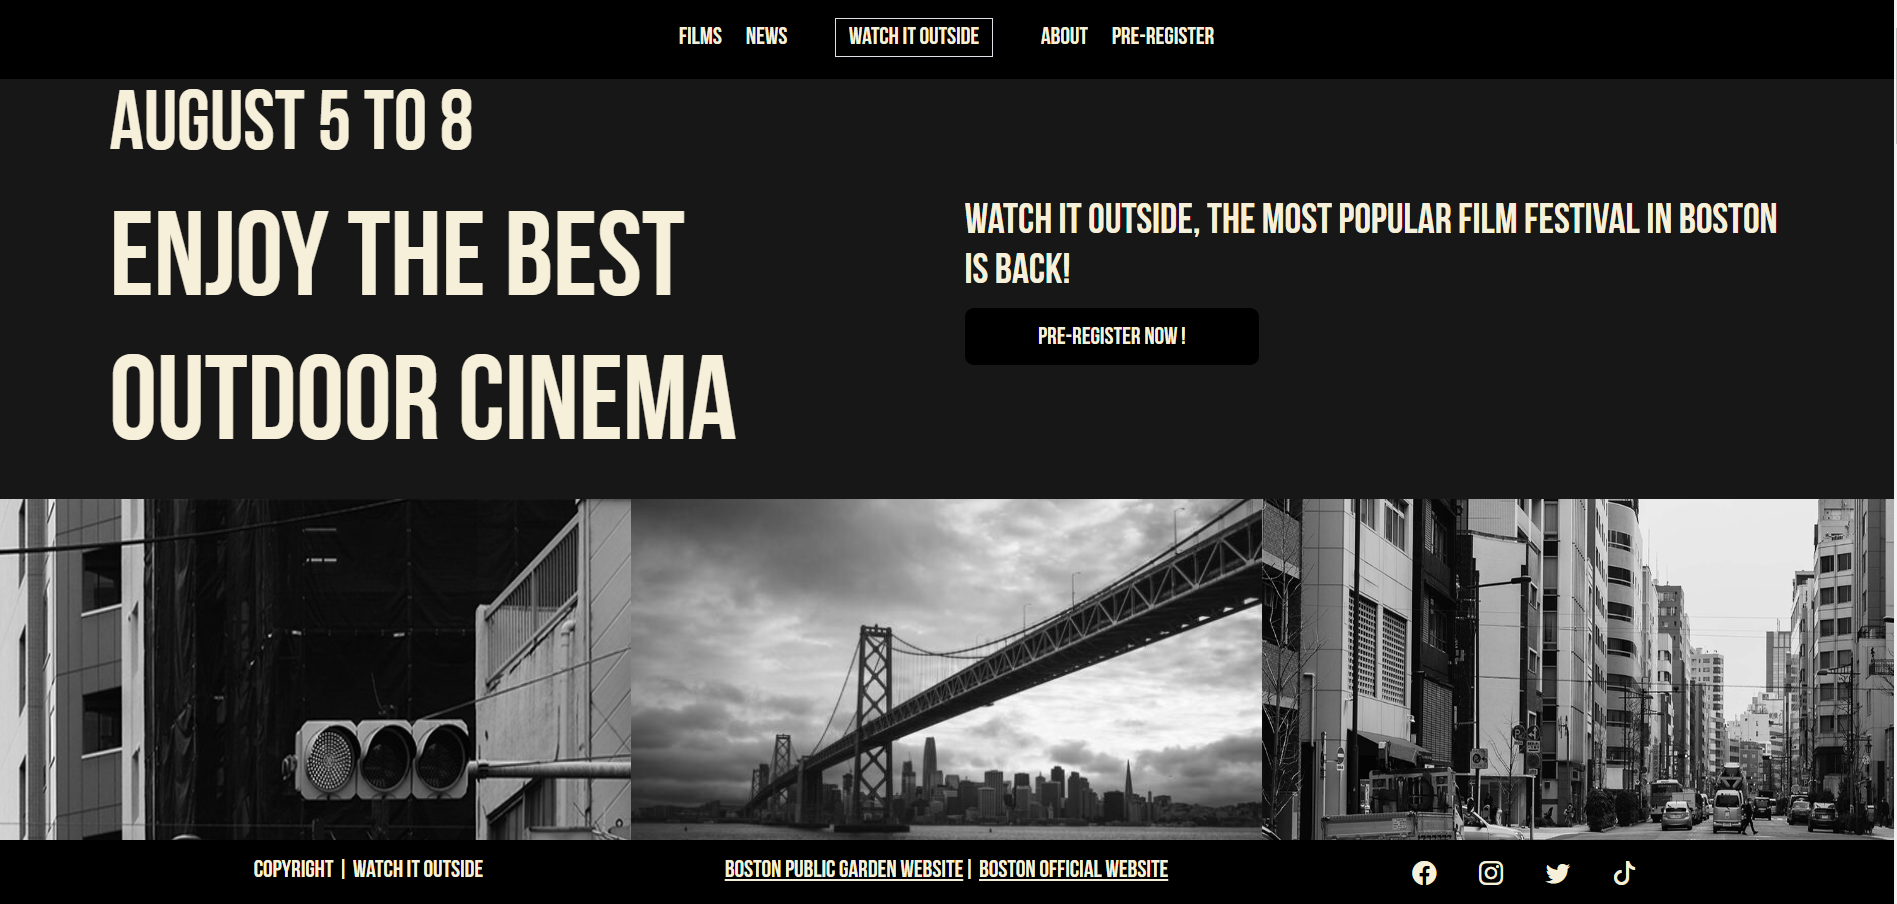 FILMS NEWS WATCH IT OUTSIDE ABOUT PRE-REGISTER
AUGUST 5 TO 8
ENJOY THE BEST
OUTDOOR CINEMA
WATCH IT OUTSIDE, THE MOST POPULAR FILM FESTIVAL IN BOSTON
IS BACK!
PRE-REGISTER NOW !
COPYRIGHT | WATCH IT OUTSIDE
BOSTON PUBLIC GARDEN WEBSITE | BOSTON OFFICIAL WEBSITE